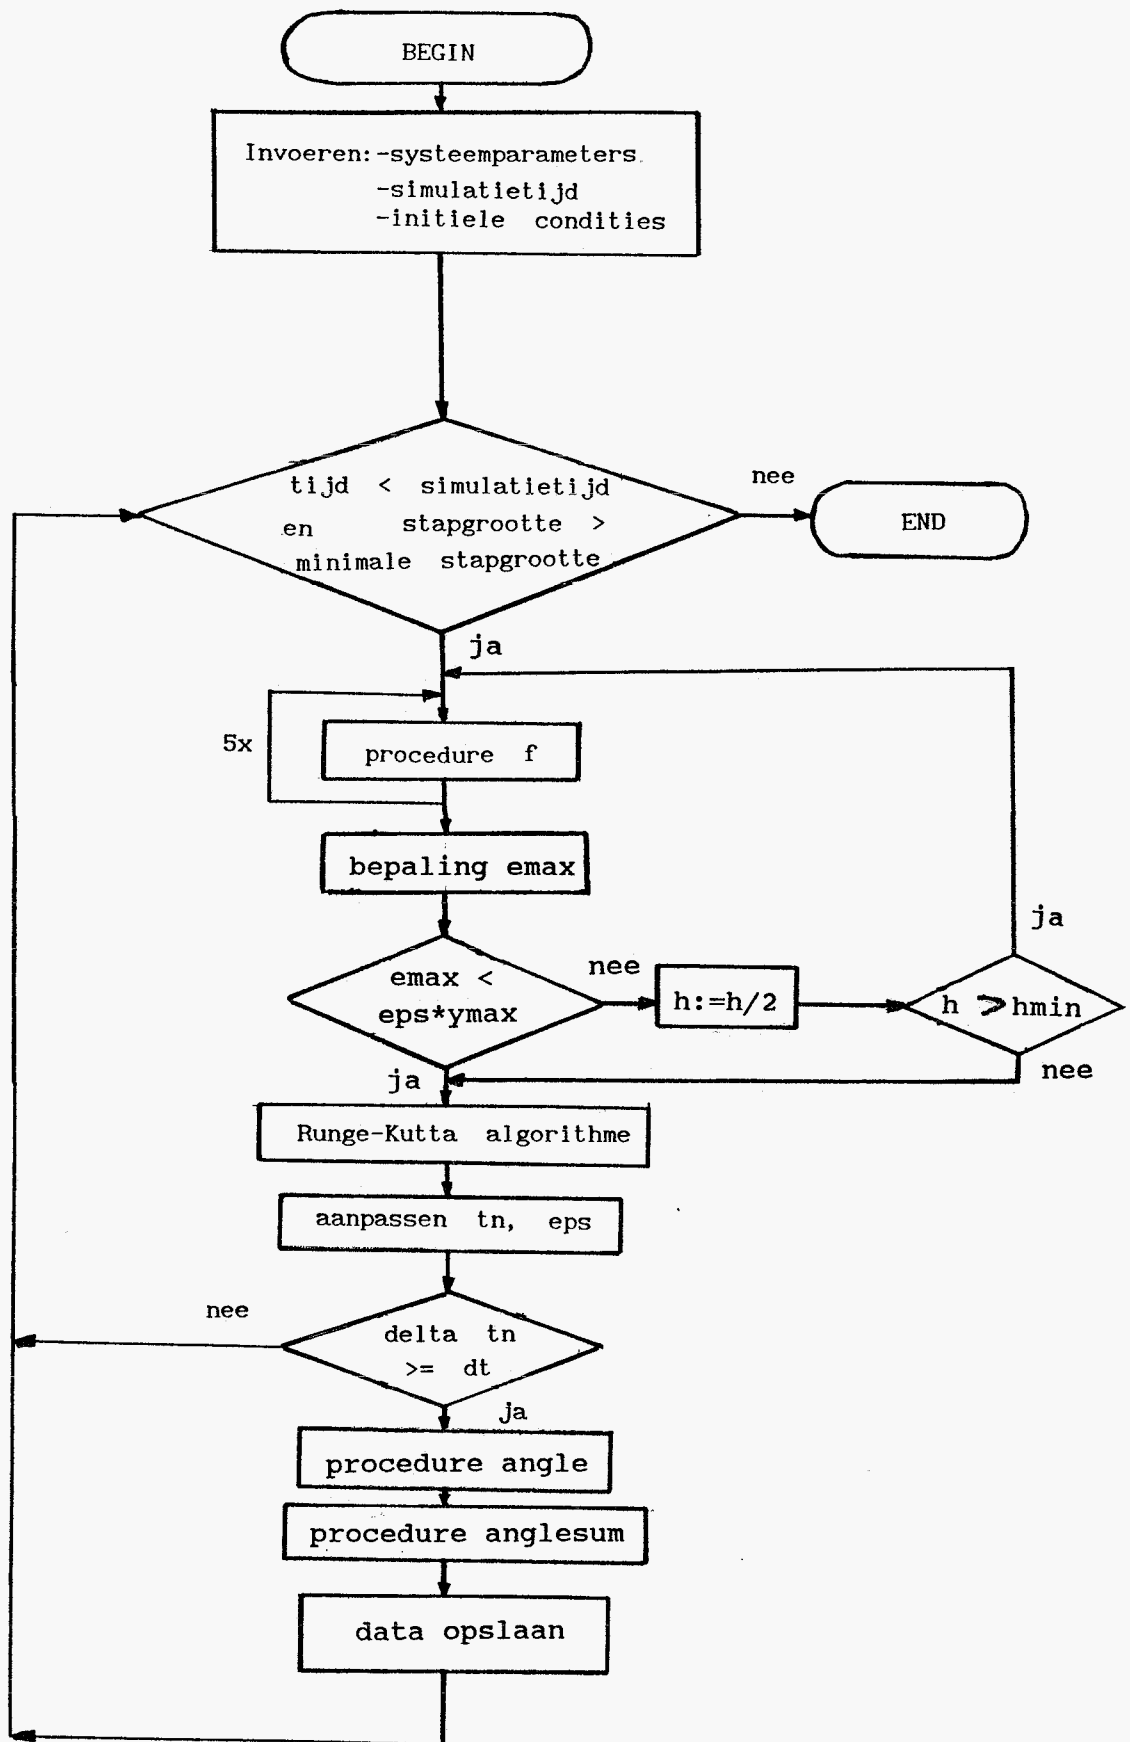 BEGIN
Invoeren:-systeemparameters
-simulatietijd
-initiele condities
tijd < simulatietijd
en stapgrootte >
minimale stapgrootte
nee
END
ja
5x
procedure f
bepaling emax
emax <
eps*ymax
nee
h:=h/2
h >hmin
ja
nee
ja
Runge-Kutta algorithme
aanpassen tn, eps
delta tn
>= dt
nee
ja
procedure angle
procedure anglesum
data opslaan